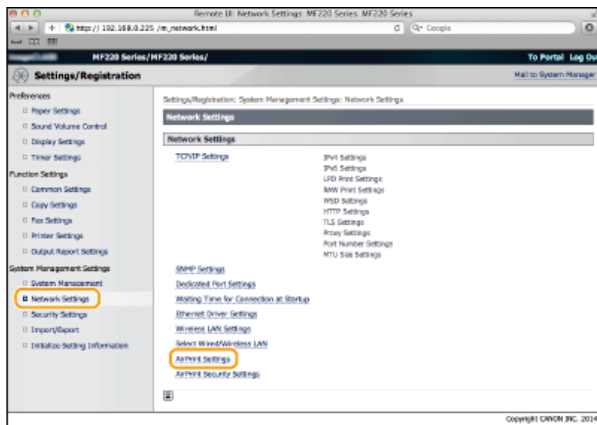 Remote UI: Network Settings: MF220 Series: MF220 Series
http://192.168.0.225/m_network.html
Google
MF220 Series/MF220 Series/
To Portal Log Ou
Settings/Registration
Mail to System Manager
Preferences
Paper Settings
Sound Volume Control
Display Settings
Timer Settings
Function Settings
Common Settings
Copy Settings
Fax Settings
Printer Settings
Output Report Settings
System Management Settings
System Management
Network Settings
Security Settings
Import/Export
Initialize Setting Information
Settings/Registration: System Management Settings: Network Settings
Network Settings
Network Settings
TCP/IP Settings
IPv4 Settings
IPv6 Settings
LPD Print Settings
RAW Print Settings
WSD Settings
HTTP Settings
TLS Settings
Proxy Settings
Port Number Settings
MTU Size Settings
SNMP Settings
Dedicated Port Settings
Waiting Time for Connection at Startup
Ethernet Driver Settings
Wireless LAN Settings
Select Wired/Wireless LAN
AirPrint Settings
AirPrint Security Settings
Copyright CANON INC. 2014